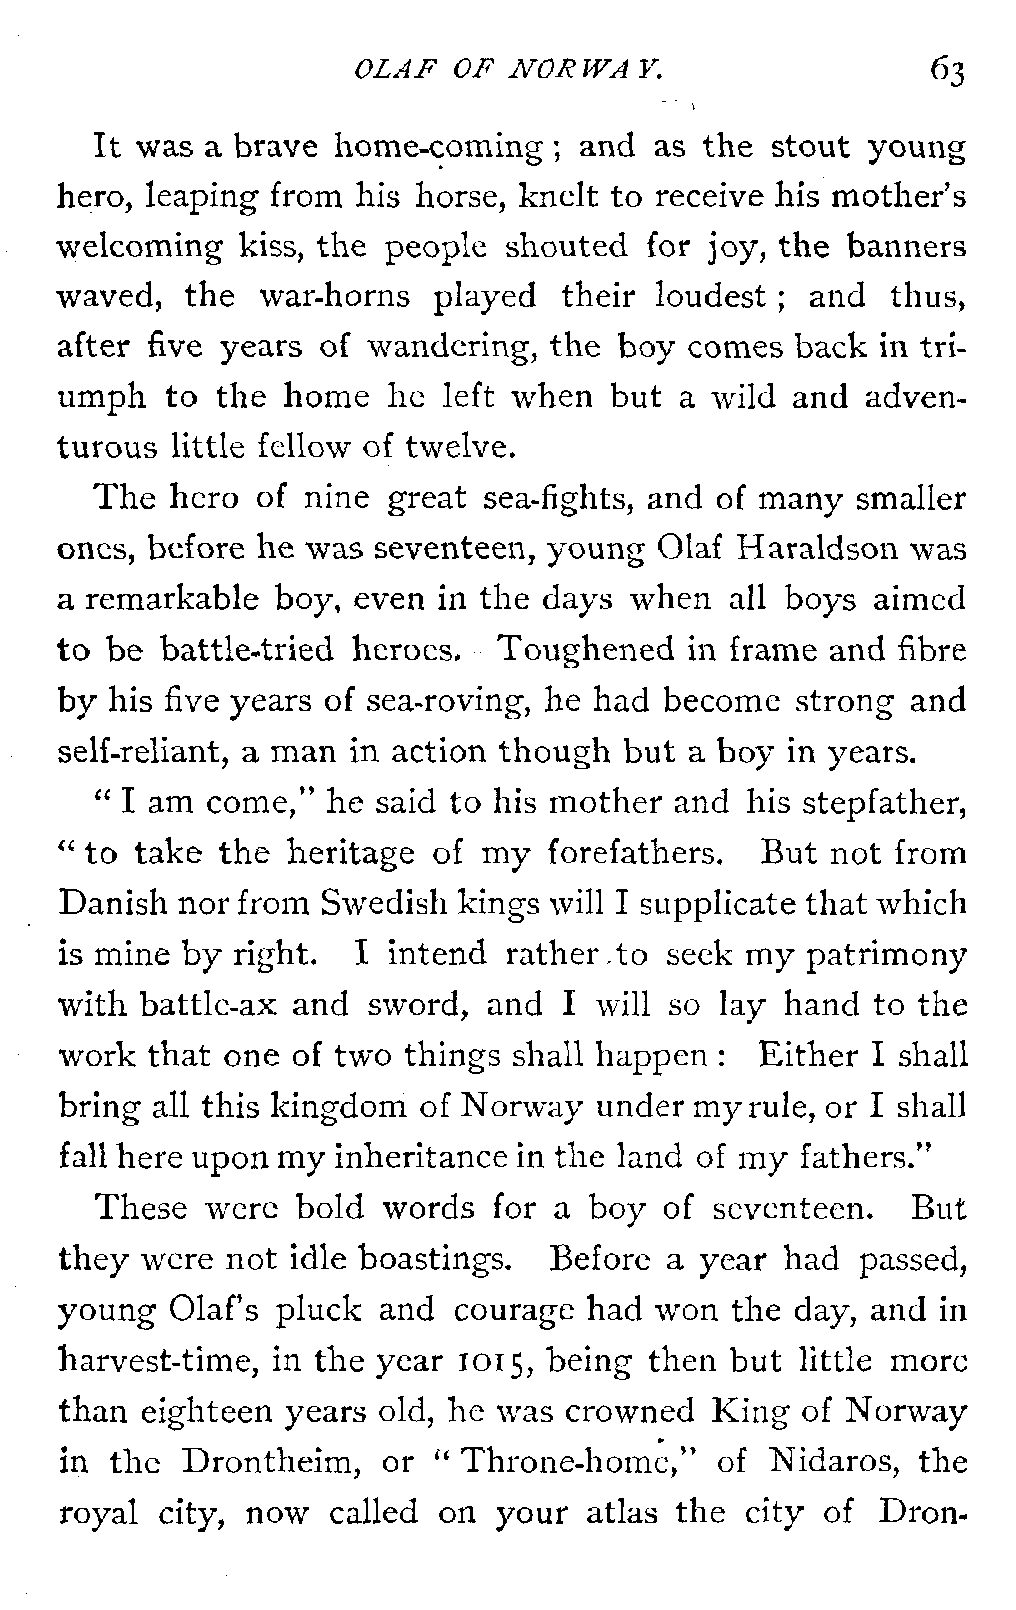 OLAF OF NORWAY. 63
It was a brave home-coming; and as the stout young
hero, leaping from his horse, knelt to receive his mother's
welcoming kiss, the people shouted for joy, the banners
waved, the war-horns played their loudest; and thus,
after five years of wandering, the boy comes back in tri-
umph to the home he left when but a wild and adven-
turous little fellow of twelve.
The hero of nine great sea-fights, and of many smaller
ones, before he was seventeen, young Olaf Haraldson was
a remarkable boy, even in the days when all boys aimed
to be battle-tried heroes. Toughened in frame and fibre
by his five years of sea-roving, he had become strong and
self-reliant, a man in action though but a boy in years.
"I am come," he said to his mother and his stepfather,
"to take the heritage of my forefathers. But not from
Danish nor from Swedish kings will I supplicate that which
is mine by right. I intend rather to seek my patrimony
with battle-ax and sword, and I will so lay hand to the
work that one of two things shall happen: Either I shall
bring all this kingdom of Norway under my rule, or I shall
fall here upon my inheritance in the land of my fathers."
These were bold words for a boy of seventeen. But
they were not idle boastings. Before a year had passed,
young Olaf's pluck and courage had won the day, and in
harvest-time, in the year 1015, being then but little more
than eighteen years old, he was crowned King of Norway
in the Drontheim, or "Throne-home," of Nidaros, the
royal city, now called on your atlas the city of Dron-